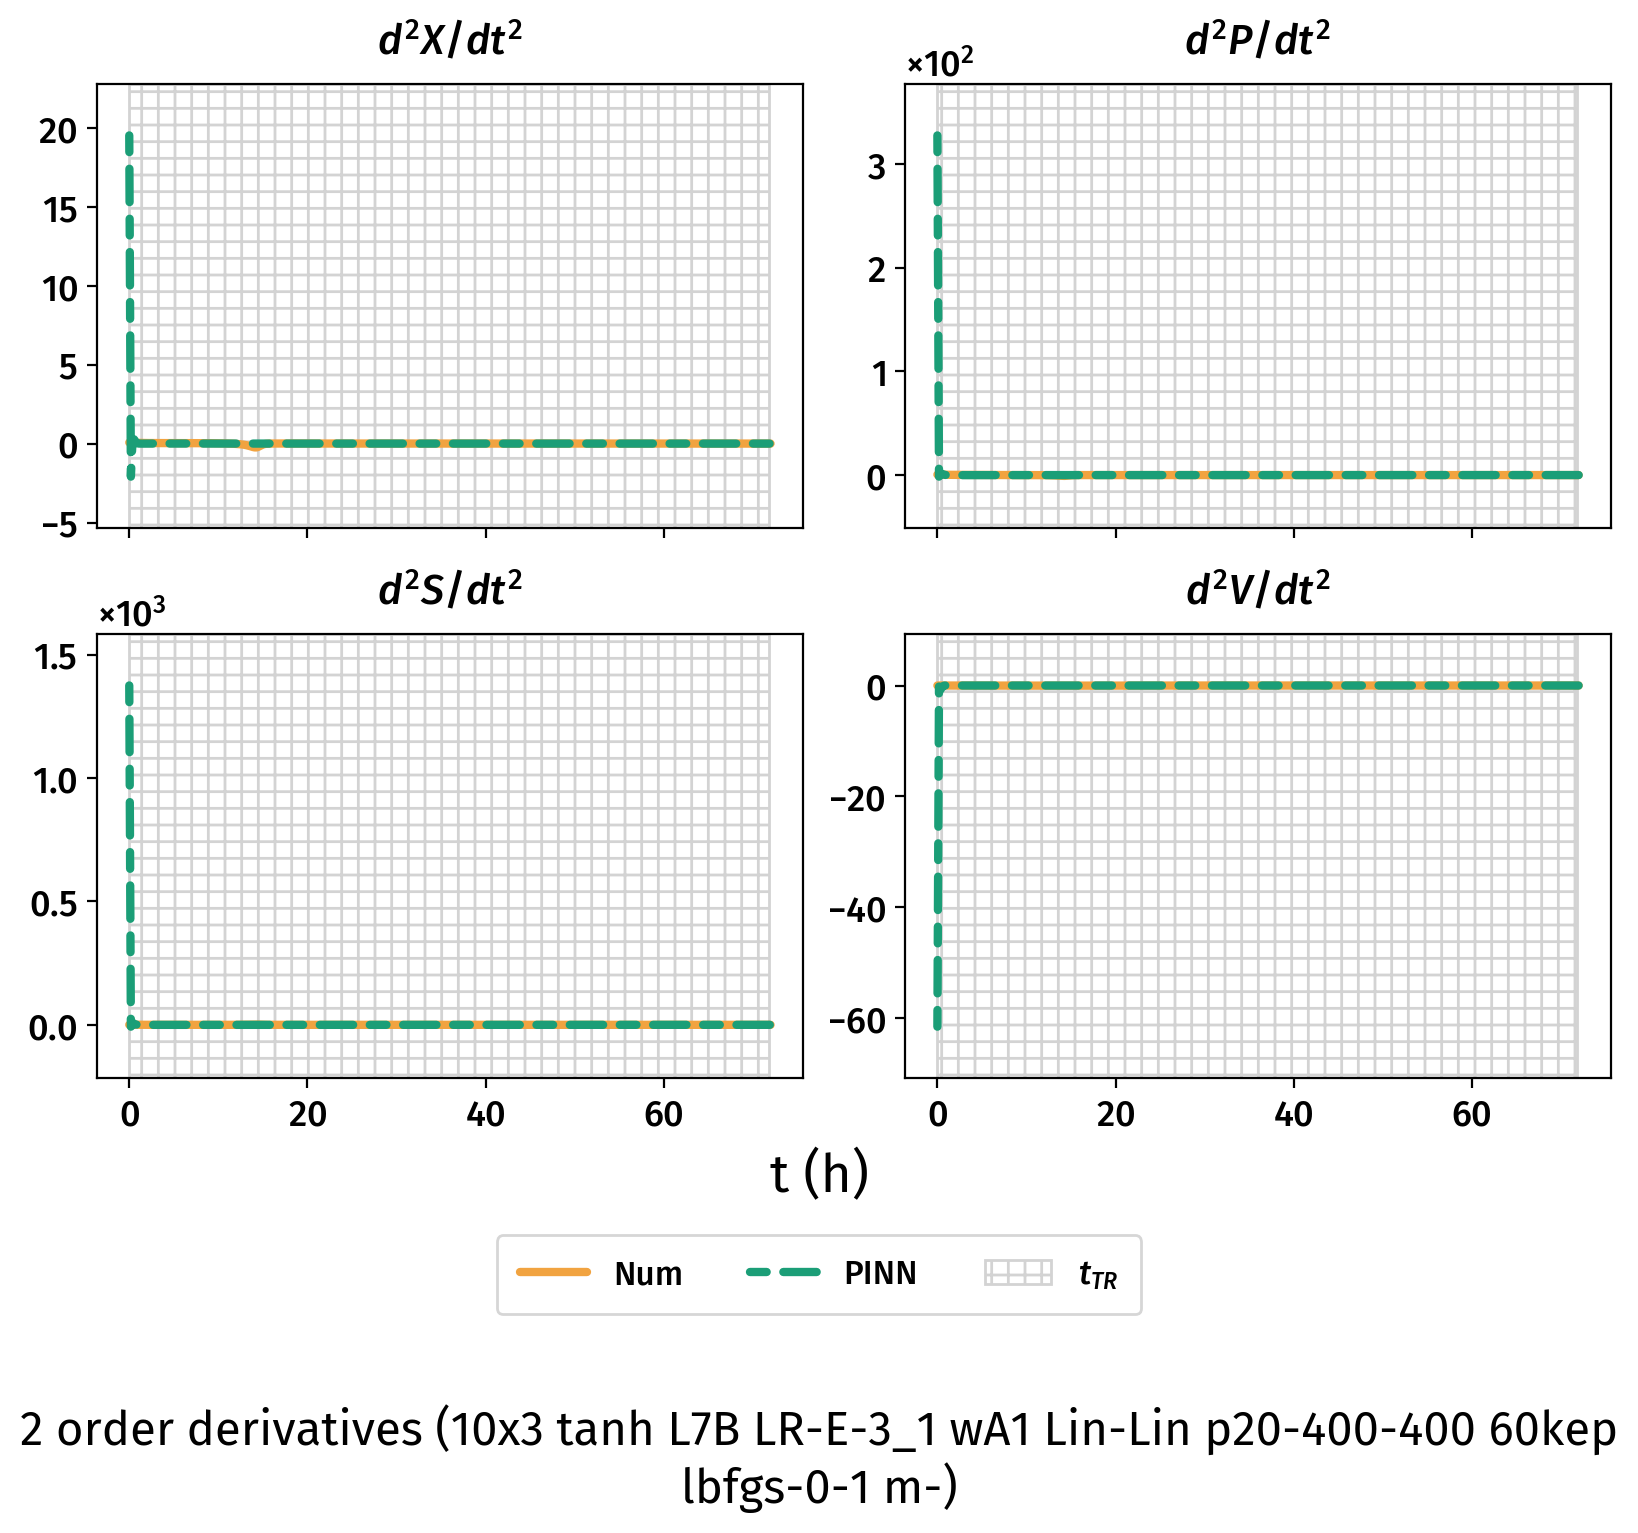 d²X/dt²
20
15
10
5
0
−5
d²P/dt²
×10²
3
2
1
0
d²S/dt²
×10³
1.5
1.0
0.5
0.0
0 20 40 60
d²V/dt²
0
−20
−40
−60
0 20 40 60
t (h)
Num PINN t_TR
2 order derivatives (10x3 tanh L7B LR-E-3_1 wA1 Lin-Lin p20-400-400 60kep
lbfgs-0-1 m-)